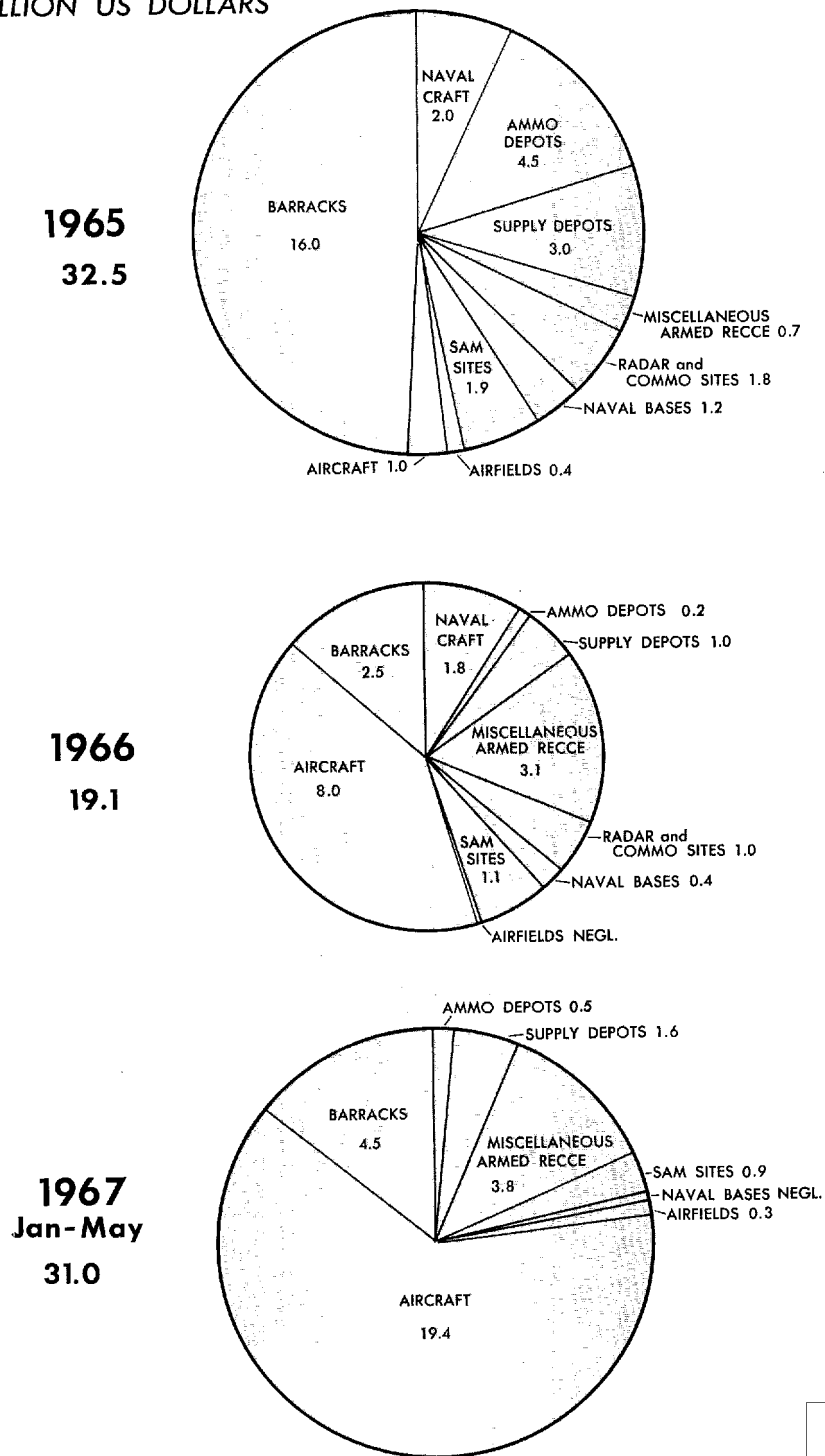 US DOLLARS
1965
32.5
NAVAL
CRAFT
2.0
AMMO
DEPOTS
4.5
SUPPLY DEPOTS
3.0
MISCELLANEOUS
ARMED RECCE 0.7
RADAR and
COMMO SITES 1.8
NAVAL BASES 1.2
SAM
SITES
1.9
AIRFIELDS 0.4
AIRCRAFT 1.0
BARRACKS
16.0
1966
19.1
NAVAL
CRAFT
1.8
AMMO DEPOTS 0.2
SUPPLY DEPOTS 1.0
MISCELLANEOUS
ARMED RECCE
3.1
RADAR and
COMMO SITES 1.0
NAVAL BASES 0.4
SAM
SITES
1.1
AIRFIELDS NEGL.
AIRCRAFT
8.0
BARRACKS
2.5
1967
Jan-May
31.0
AMMO DEPOTS 0.5
SUPPLY DEPOTS 1.6
MISCELLANEOUS
ARMED RECCE
3.8
SAM SITES 0.9
NAVAL BASES NEGL.
AIRFIELDS 0.3
AIRCRAFT
19.4
BARRACKS
4.5